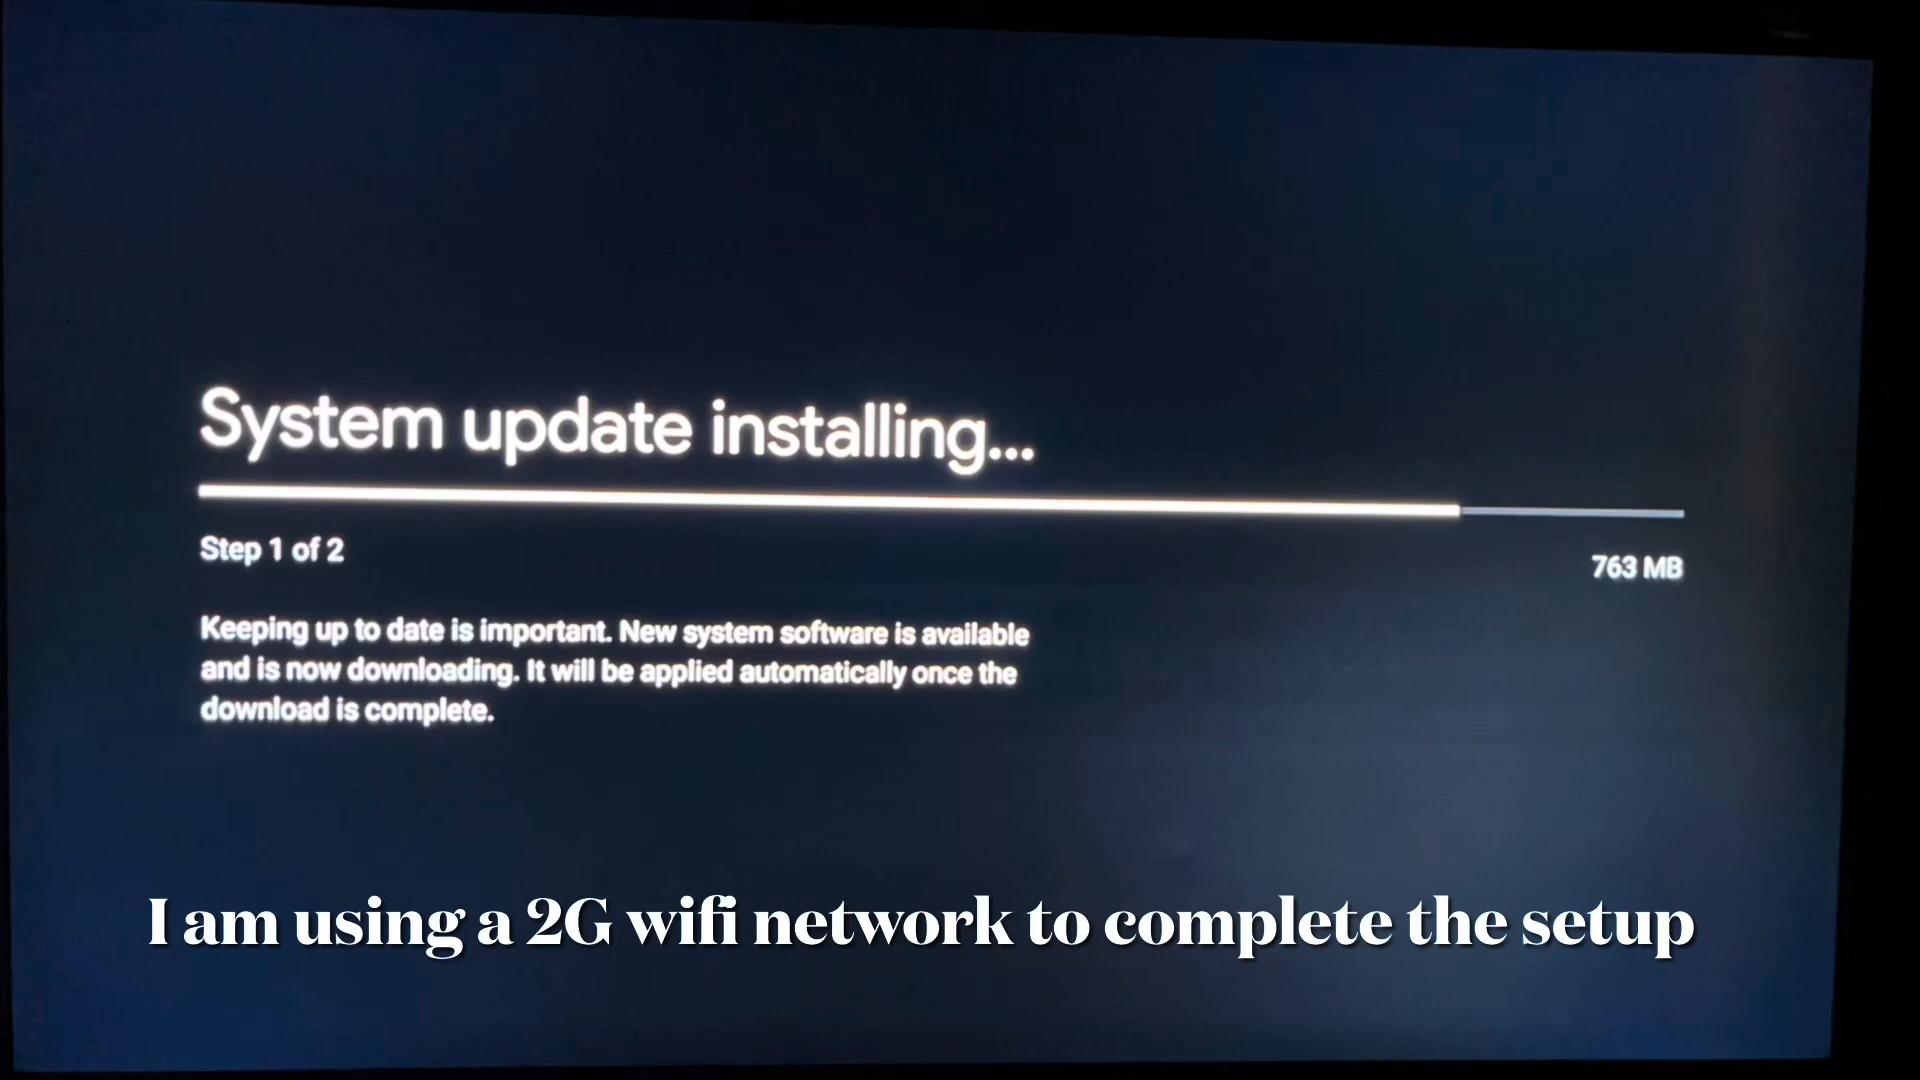 System update installing...
Step 1 of 2
763 MB
Keeping up to date is important. New system software is available
and is now downloading. It will be applied automatically once the
download is complete.
I am using a 2G wifi network to complete the setup